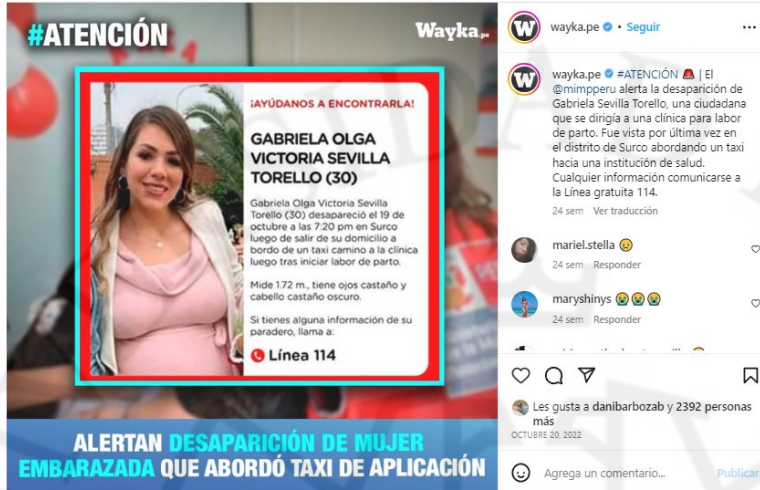 #ATENCIÓN
Wayka.pe
¡AYÚDANOS A ENCONTRARLA!
GABRIELA OLGA
VICTORIA SEVILLA
TORELLO (30)
Gabriela Olga Victoria Sevilla
Torello (30) desapareció el 19 de
octubre a las 7:20 pm en Surco
luego de salir de su domicilio a
bordo de un taxi camino a la clínica
luego tras iniciar labor de parto.
Mide 1.72 m., tiene ojos castaño y
cabello castaño oscuro.
Si tienes alguna información de su
paradero, llama a:
Línea 114
ALERTAN DESAPARICIÓN DE MUJER
EMBARAZADA QUE ABORDÓ TAXI DE APLICACIÓN
wayka.pe • Seguir
wayka.pe #ATENCIÓN 🚨 | El
@mimpperu alerta la desaparición de
Gabriela Sevilla Torello, una ciudadana
que se dirigía a una clínica para labor
de parto. Fue vista por última vez en
el distrito de Surco abordando un taxi
hacia una institución de salud.
Cualquier información comunicarse a
la Línea gratuita 114.
24 sem Ver traducción
mariel.stella 😢
24 sem Responder
maryshinys 😭😭😭
24 sem Responder
Les gusta a danibarbozab y 2392 personas
más
OCTUBRE 20, 2022
Agrega un comentario...
Publicar